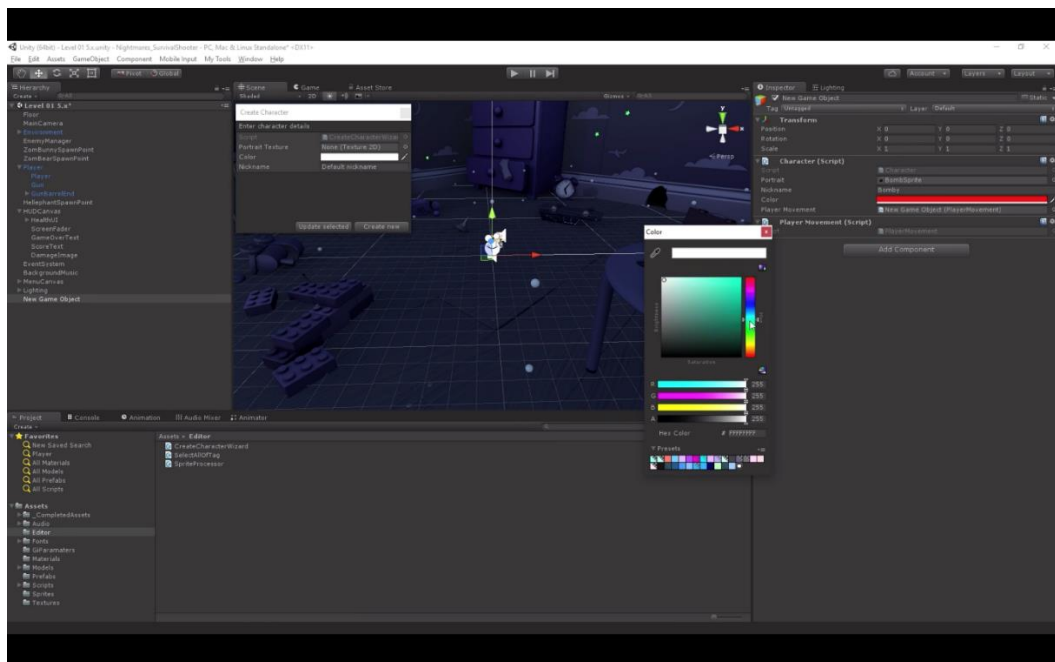 Unity (64bit) - Level 01 5.x.unity - Nightmares_SurvivalShooter - PC, Mac & Linux Standalone* <DX11>
File Edit Assets GameObject Component Mobile Input My Tools Window Help
Pivot Global Account Layers Layout
Hierarchy
Create
Level 01 5.x*
Floor
MainCamera
Environment
EnemyManager
ZomBunnySpawnPoint
ZomBearSpawnPoint
Player
Player
Gun
GunBarrelEnd
HellephantSpawnPoint
HUDCanvas
HealthUI
ScreenFader
GameOverText
ScoreText
DamageImage
EventSystem
BackgroundMusic
MenuCanvas
Lighting
New Game Object
Scene Game Asset Store
Shaded 2D Gizmos
y
x
Persp
Create Character
Enter character details
Script CreateCharacterWizar
Portrait Texture None (Texture 2D)
Color
Nickname Default nickname
Update selected Create new
Color
Brightness
Saturation
R 255
G 255
B 255
A 255
Hex Color # FFFFFFFF
Presets
Inspector Lighting
New Game Object Static
Tag Untagged Layer Default
Transform
Position X 0 Y 0 Z 0
Rotation X 0 Y 0 Z 0
Scale X 1 Y 1 Z 1
Character (Script)
Script Character
Portrait BombSprite
Nickname Bomby
Color
Player Movement New Game Object (PlayerMovement)
Player Movement (Script)
PlayerMovement
Add Component
Project Console Animation Audio Mixer Animator
Create
Favorites
New Saved Search
Player
All Materials
All Models
All Prefabs
All Scripts
Assets
_CompletedAssets
Audio
Editor
Fonts
GiParamaters
Materials
Models
Prefabs
Scripts
Sprites
Textures
Assets Editor
CreateCharacterWizard
SelectAllOfTag
SpriteProcessor